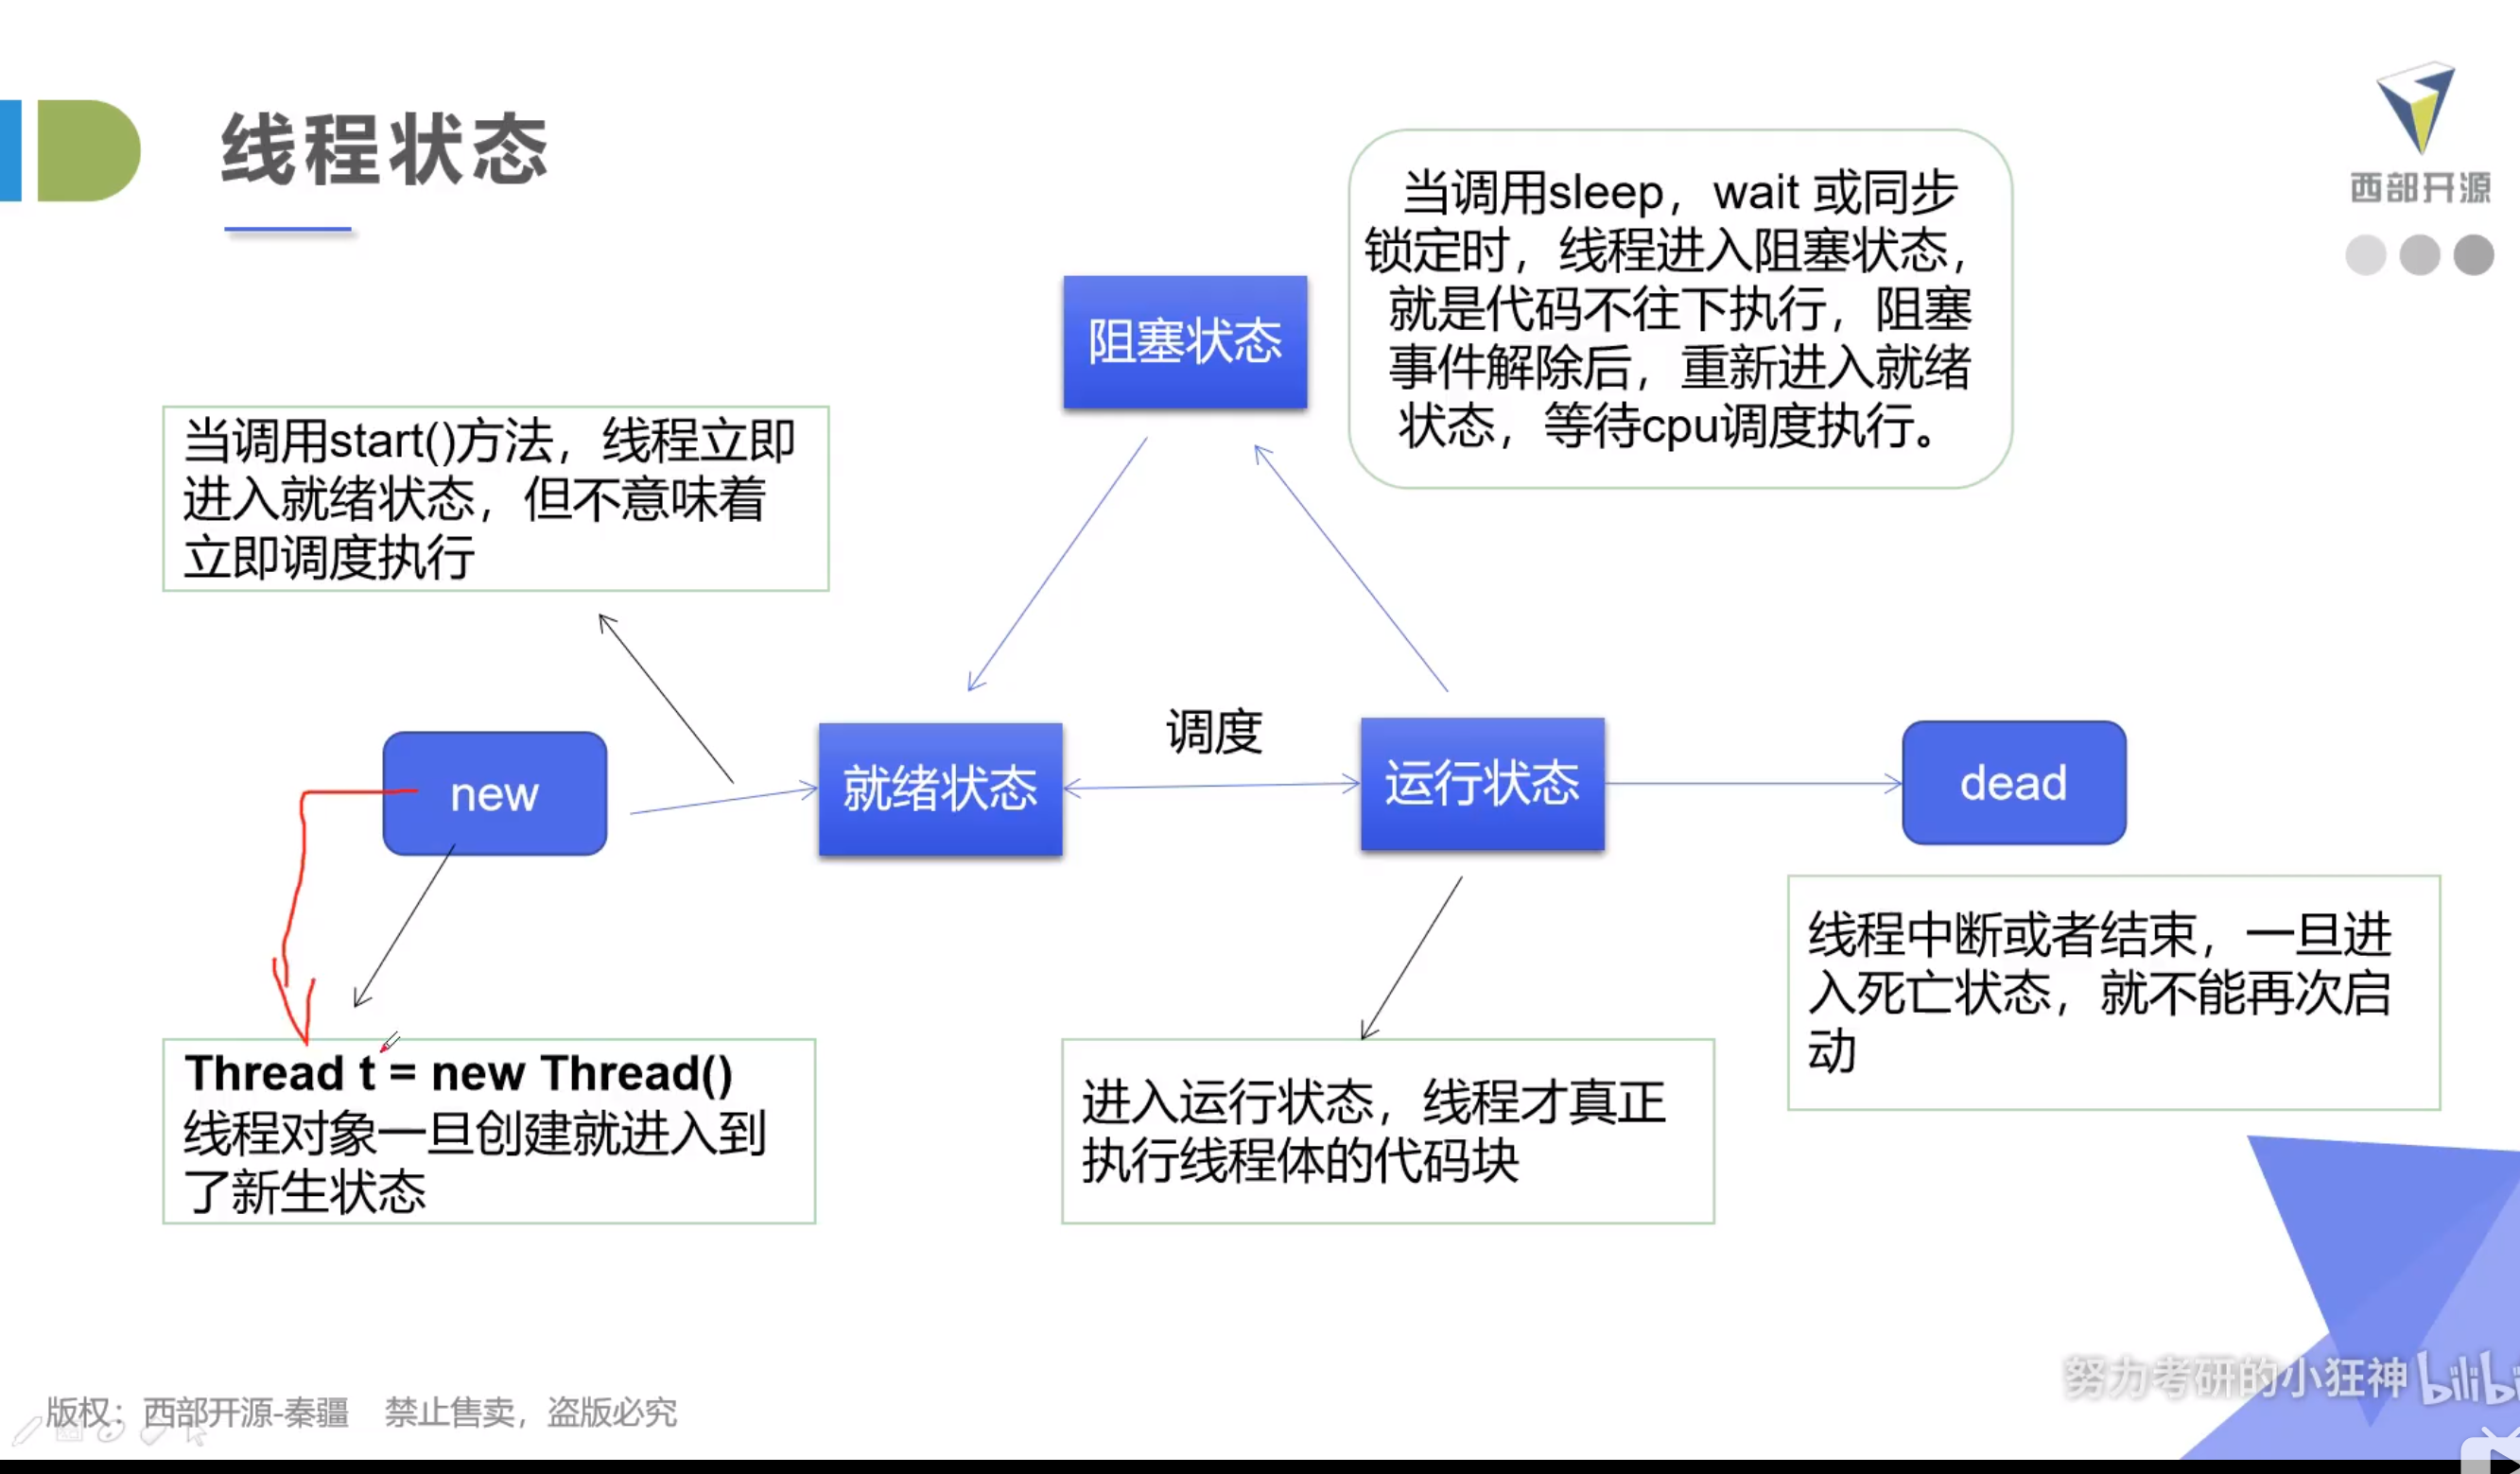 线程状态
西部开源
当调用sleep，wait 或同步
锁定时，线程进入阻塞状态，
就是代码不往下执行，阻塞
事件解除后，重新进入就绪
状态，等待cpu调度执行。
阻塞状态
当调用start()方法，线程立即
进入就绪状态，但不意味着
立即调度执行
调度
new
就绪状态
运行状态
dead
线程中断或者结束，一旦进
入死亡状态，就不能再次启
动
Thread t = new Thread()
线程对象一旦创建就进入到
了新生状态
进入运行状态，线程才真正
执行线程体的代码块
努力考研的小狂神
版权：西部开源-秦疆 禁止售卖，盗版必究